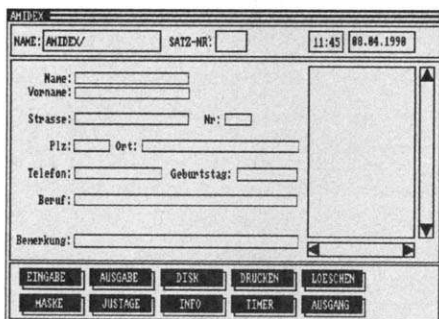 AMIDEX
NAME: AMIDEX/ SATZ-NR: 11:45 08.04.1990
Name:
Vorname:
Strasse: Nr:
Plz: Ort:
Telefon: Geburtstag:
Beruf:
Bemerkung:
EINGABE AUSGABE DISK DRUCKEN LOESCHEN
MASKE JUSTAGE INFO TIMER AUSGANG